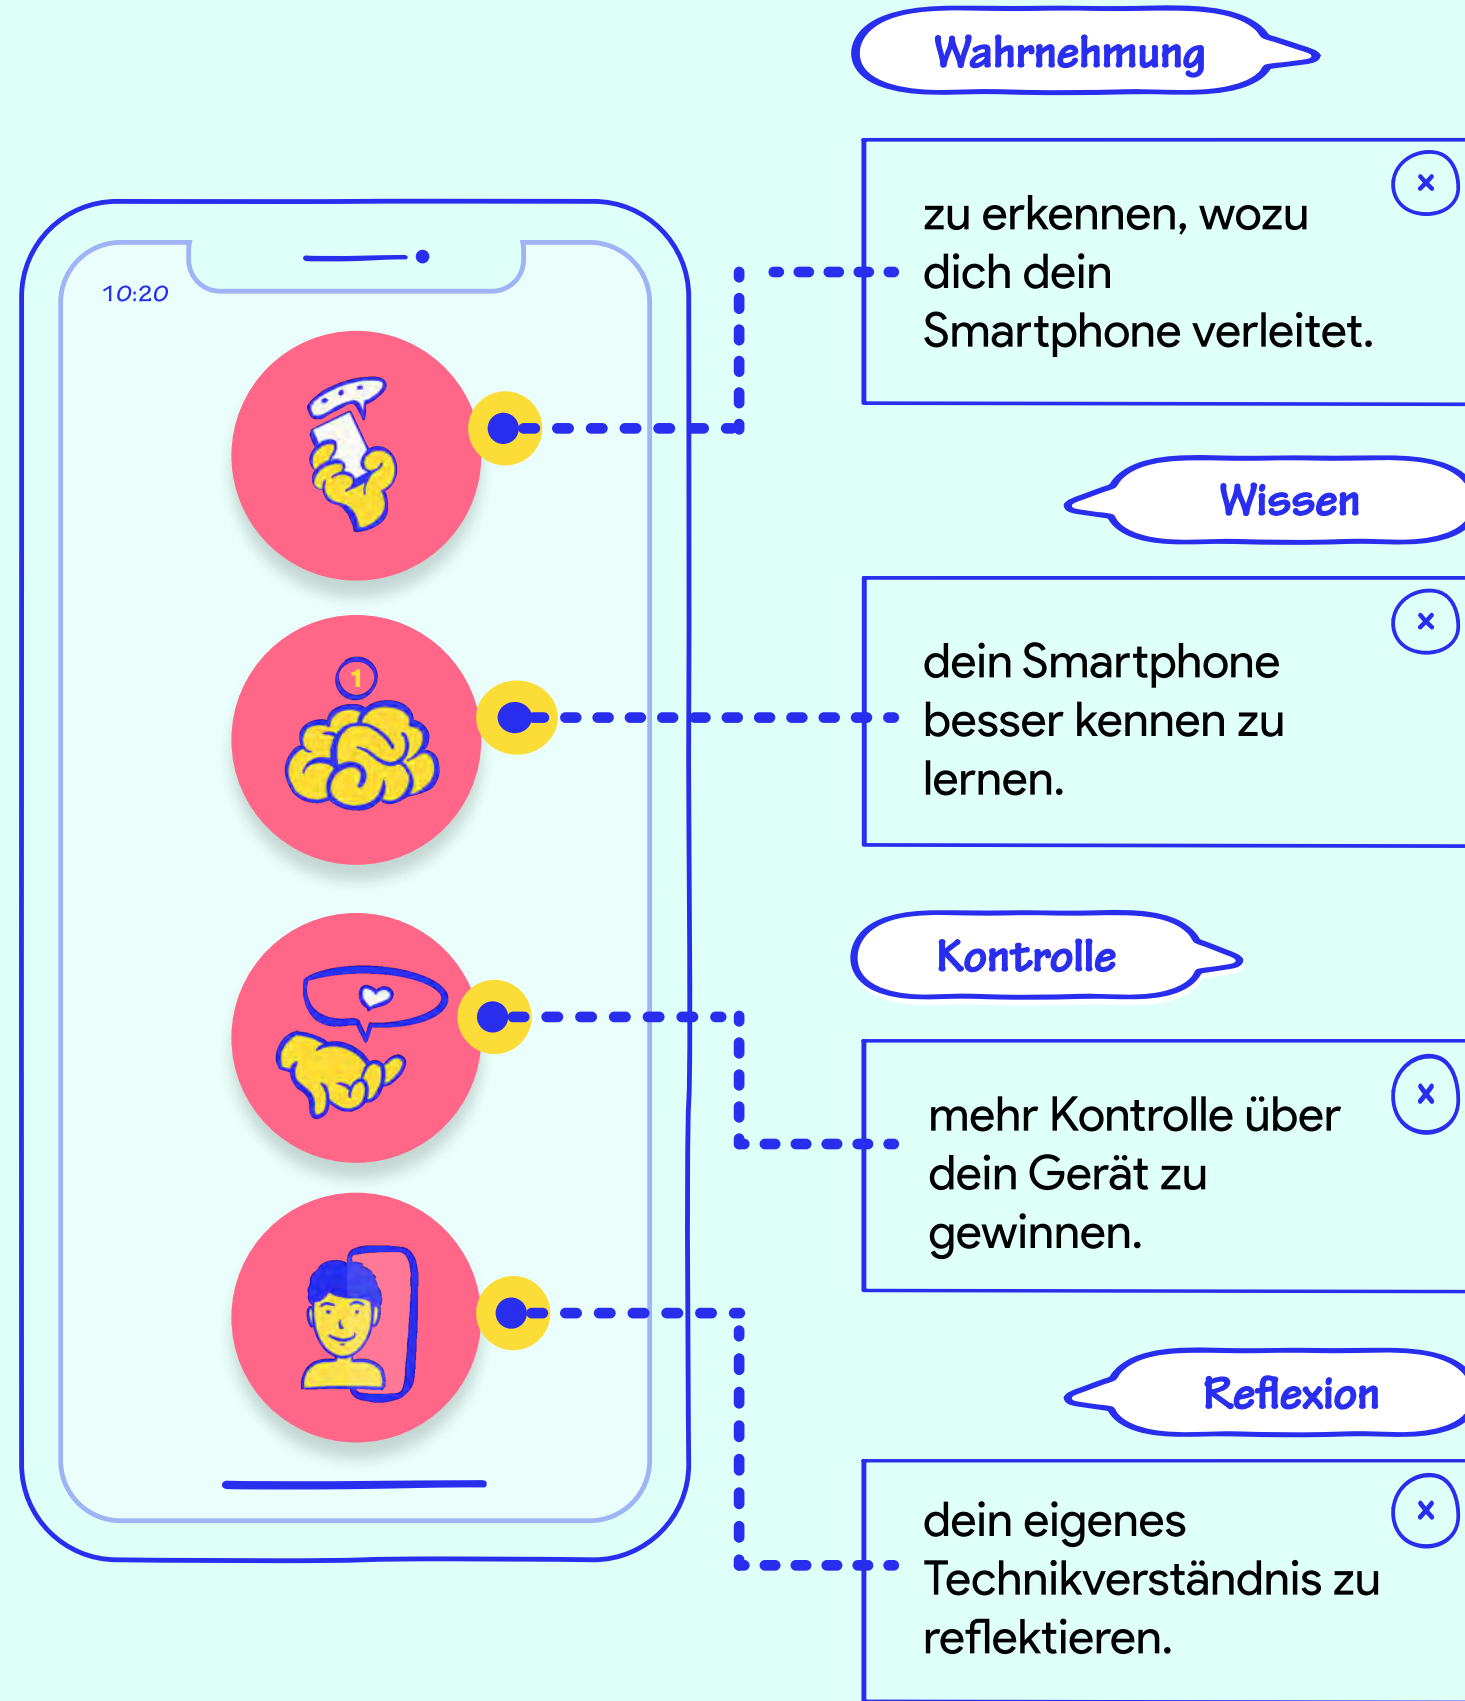 Wahrnehmung
zu erkennen, wozu
dich dein
Smartphone verleitet.
10:20
Wissen
1
dein Smartphone
besser kennen zu
lernen.
Kontrolle
mehr Kontrolle über
dein Gerät zu
gewinnen.
Reflexion
dein eigenes
Technikverständnis zu
reflektieren.